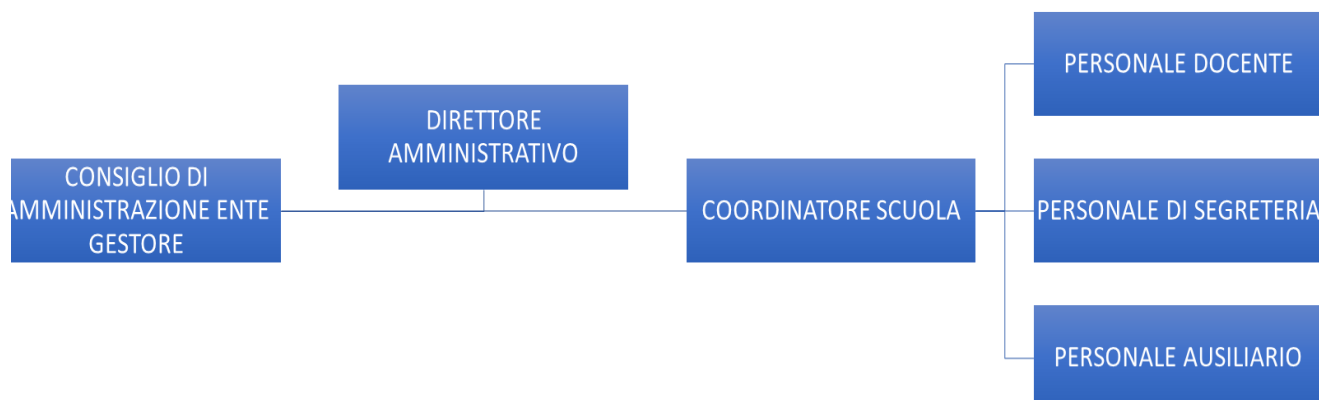 CONSIGLIO DI
AMMINISTRAZIONE ENTE
GESTORE
DIRETTORE
AMMINISTRATIVO
COORDINATORE SCUOLA
PERSONALE DOCENTE
PERSONALE DI SEGRETERIA
PERSONALE AUSILIARIO